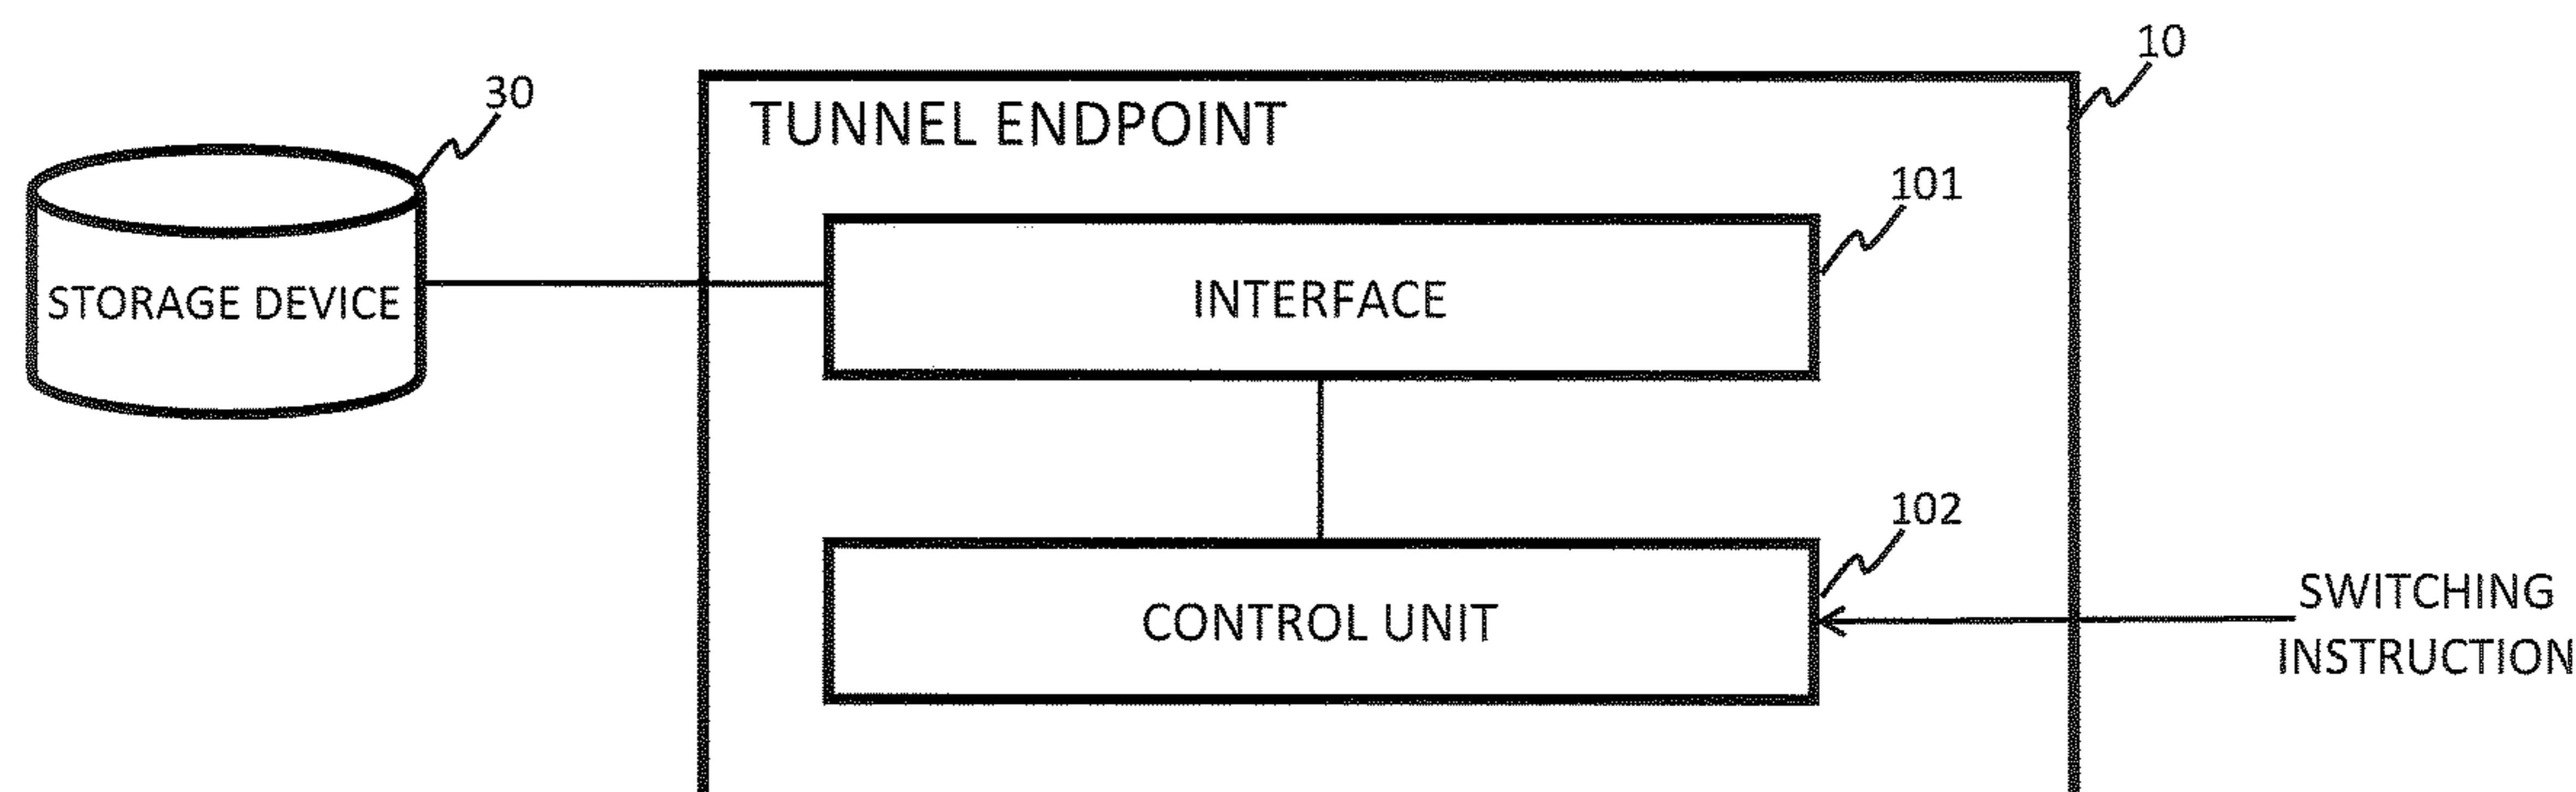 10
30
TUNNEL ENDPOINT
101
INTERFACE
STORAGE DEVICE
102
SWITCHING
INSTRUCTION
CONTROL UNIT